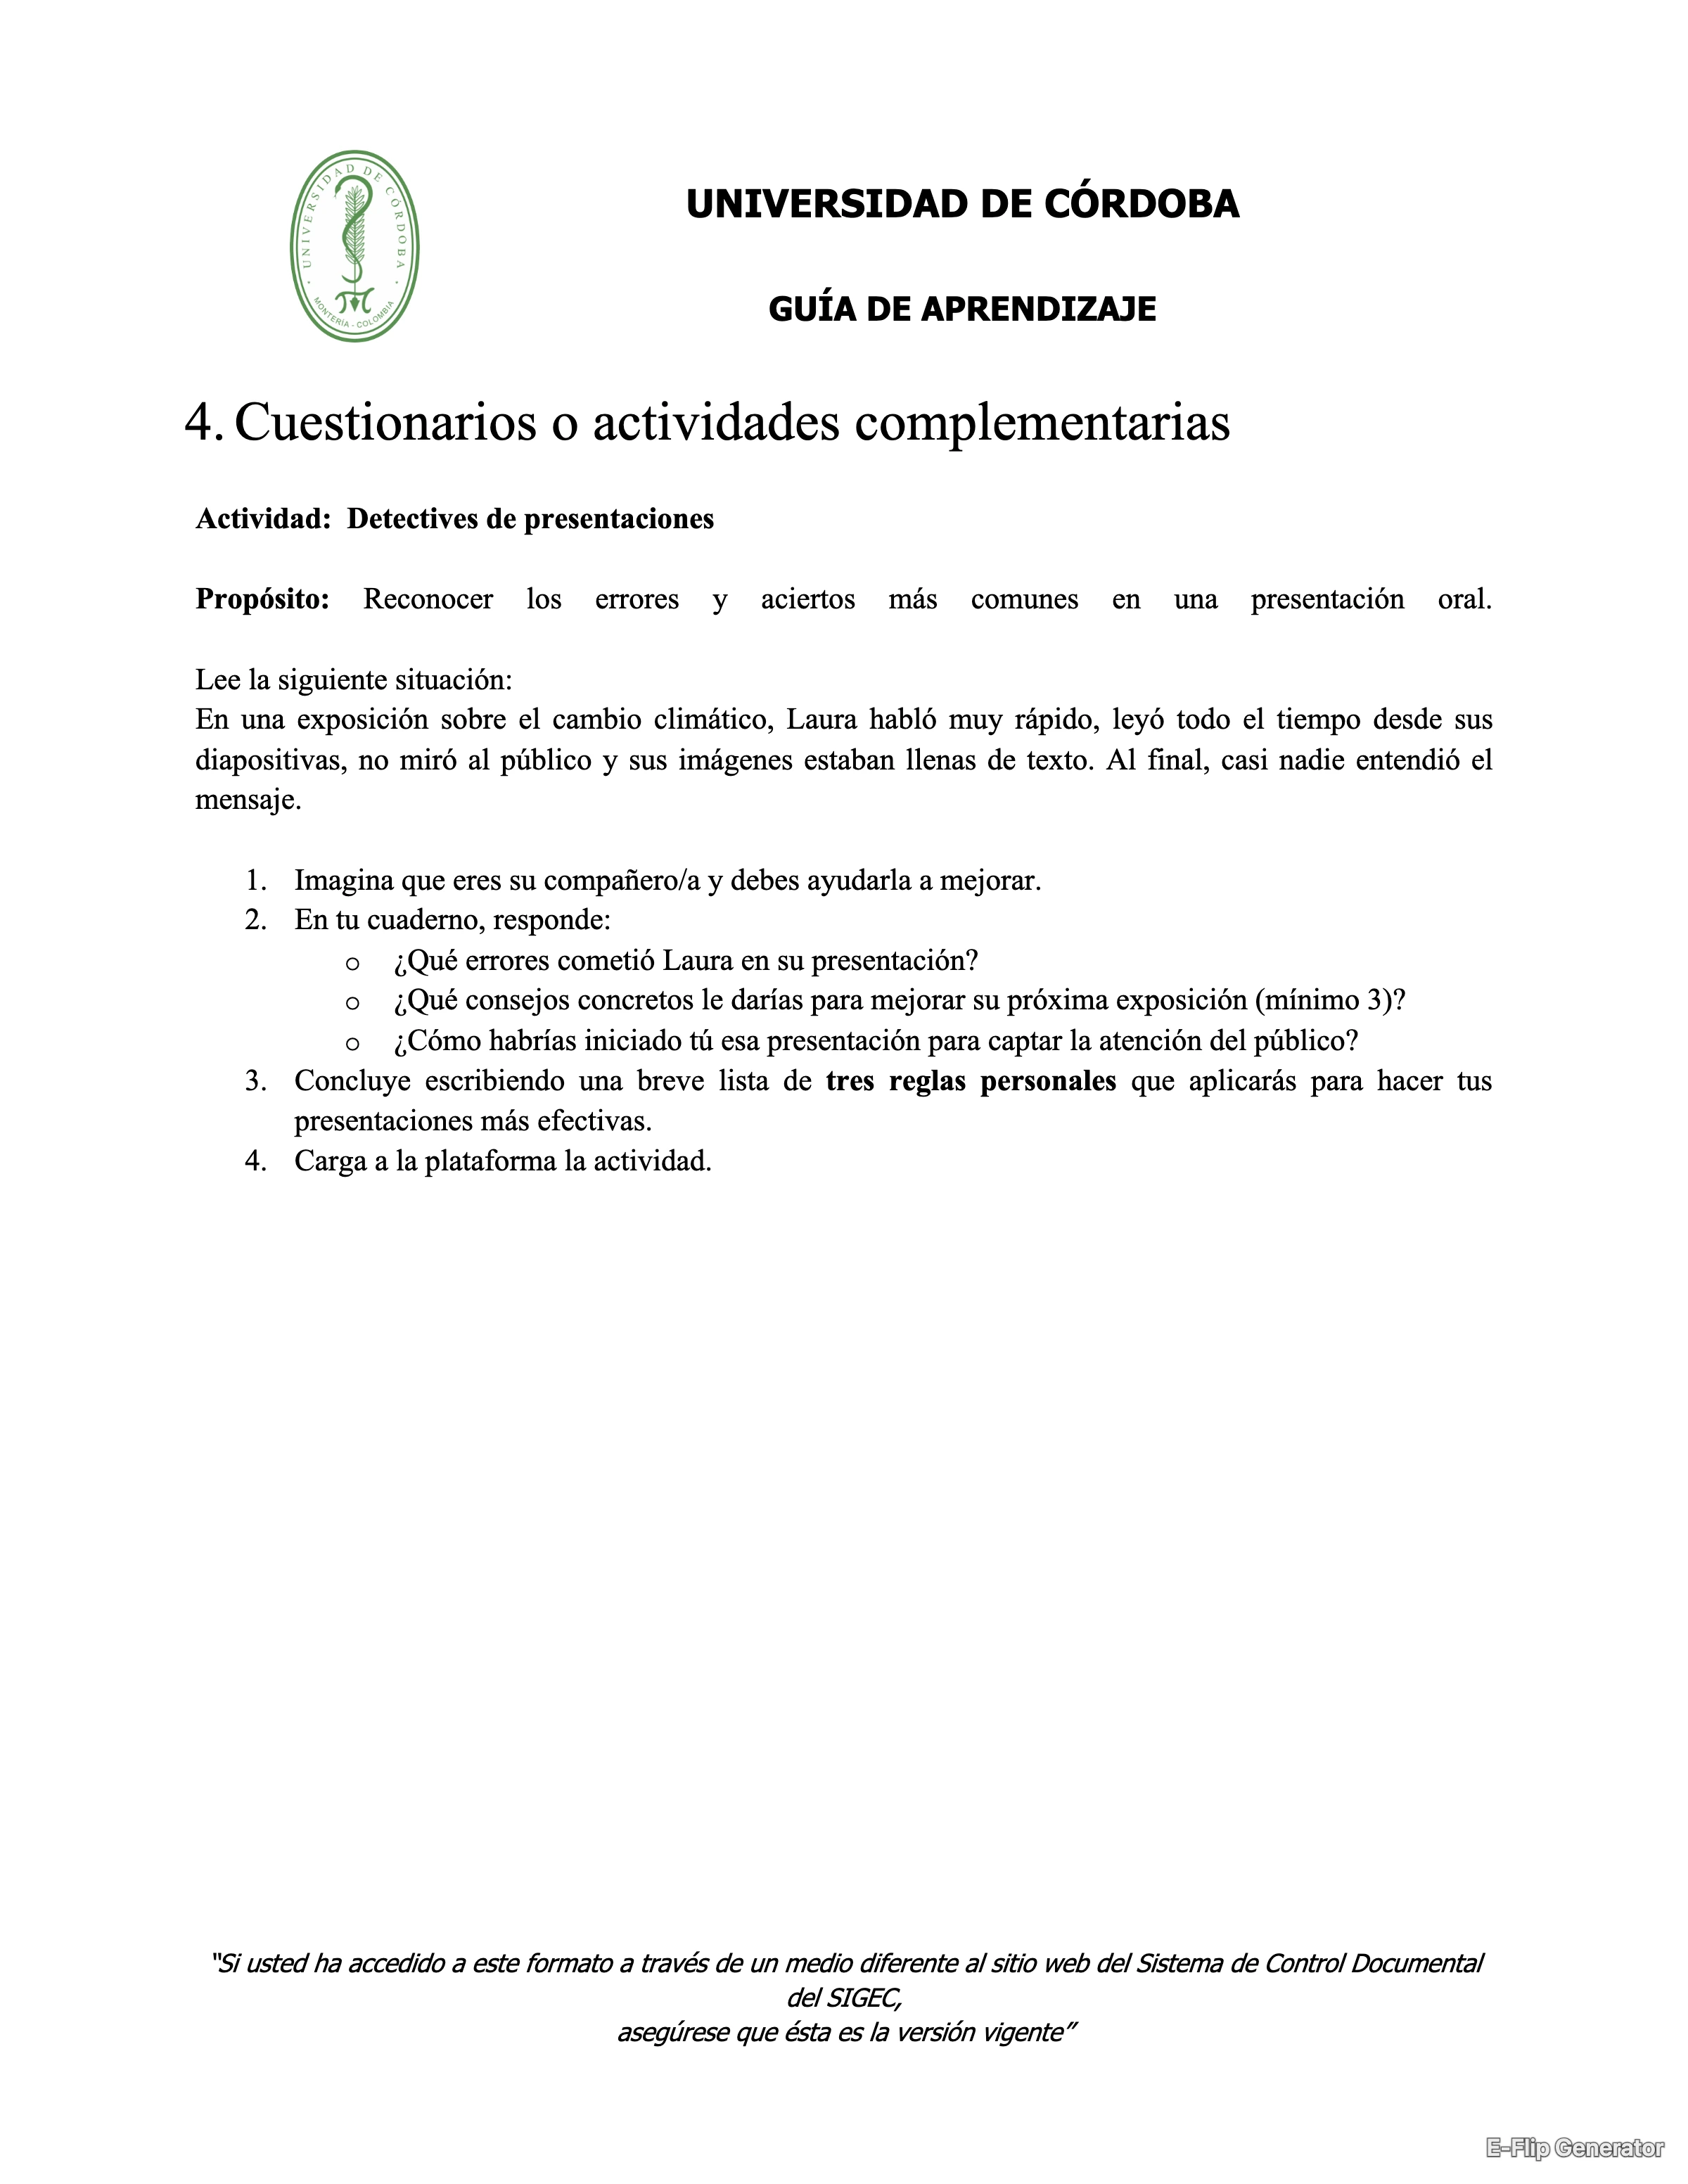 UNIVERSIDAD DE CÓRDOBA
MONTERÍA - COLOMBIA
UNIVERSIDAD DE CÓRDOBA
GUÍA DE APRENDIZAJE
4. Cuestionarios o actividades complementarias
Actividad: Detectives de presentaciones
Propósito: Reconocer los errores y aciertos más comunes en una presentación oral.
Lee la siguiente situación:
En una exposición sobre el cambio climático, Laura habló muy rápido, leyó todo el tiempo desde sus
diapositivas, no miró al público y sus imágenes estaban llenas de texto. Al final, casi nadie entendió el
mensaje.
1. Imagina que eres su compañero/a y debes ayudarla a mejorar.
2. En tu cuaderno, responde:
o ¿Qué errores cometió Laura en su presentación?
o ¿Qué consejos concretos le darías para mejorar su próxima exposición (mínimo 3)?
o ¿Cómo habrías iniciado tú esa presentación para captar la atención del público?
3. Concluye escribiendo una breve lista de tres reglas personales que aplicarás para hacer tus
presentaciones más efectivas.
4. Carga a la plataforma la actividad.
“Si usted ha accedido a este formato a través de un medio diferente al sitio web del Sistema de Control Documental
del SIGEC,
asegúrese que ésta es la versión vigente”
E-Flip Generator